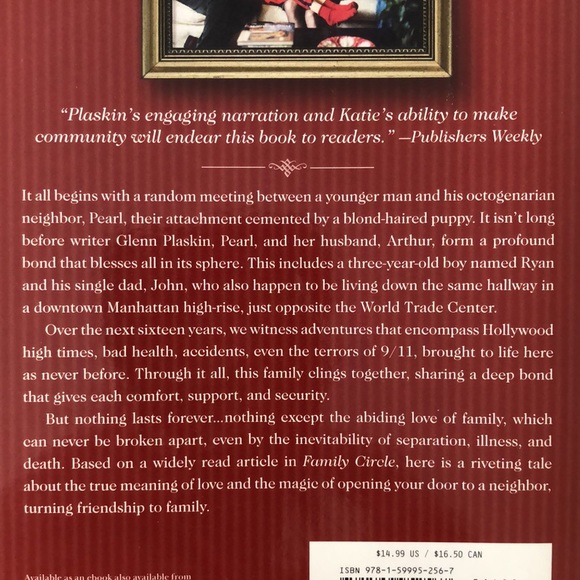 “Plaskin’s engaging narration and Katie’s ability to make
community will endear this book to readers.” —Publishers Weekly
It all begins with a random meeting between a younger man and his octogenarian
neighbor, Pearl, their attachment cemented by a blond-haired puppy. It isn’t long
before writer Glenn Plaskin, Pearl, and her husband, Arthur, form a profound
bond that blesses all in its sphere. This includes a three-year-old boy named Ryan
and his single dad, John, who also happen to be living down the same hallway in
a downtown Manhattan high-rise, just opposite the World Trade Center.
Over the next sixteen years, we witness adventures that encompass Hollywood
high times, bad health, accidents, even the terrors of 9/11, brought to life here
as never before. Through it all, this family clings together, sharing a deep bond
that gives each comfort, support, and security.
But nothing lasts forever...nothing except the abiding love of family, which
can never be broken apart, even by the inevitability of separation, illness, and
death. Based on a widely read article in Family Circle, here is a riveting tale
about the true meaning of love and the magic of opening your door to a neighbor,
turning friendship to family.
$14.99 US / $16.50 CAN
ISBN 978-1-59995-256-7
Available as an ebook also available from